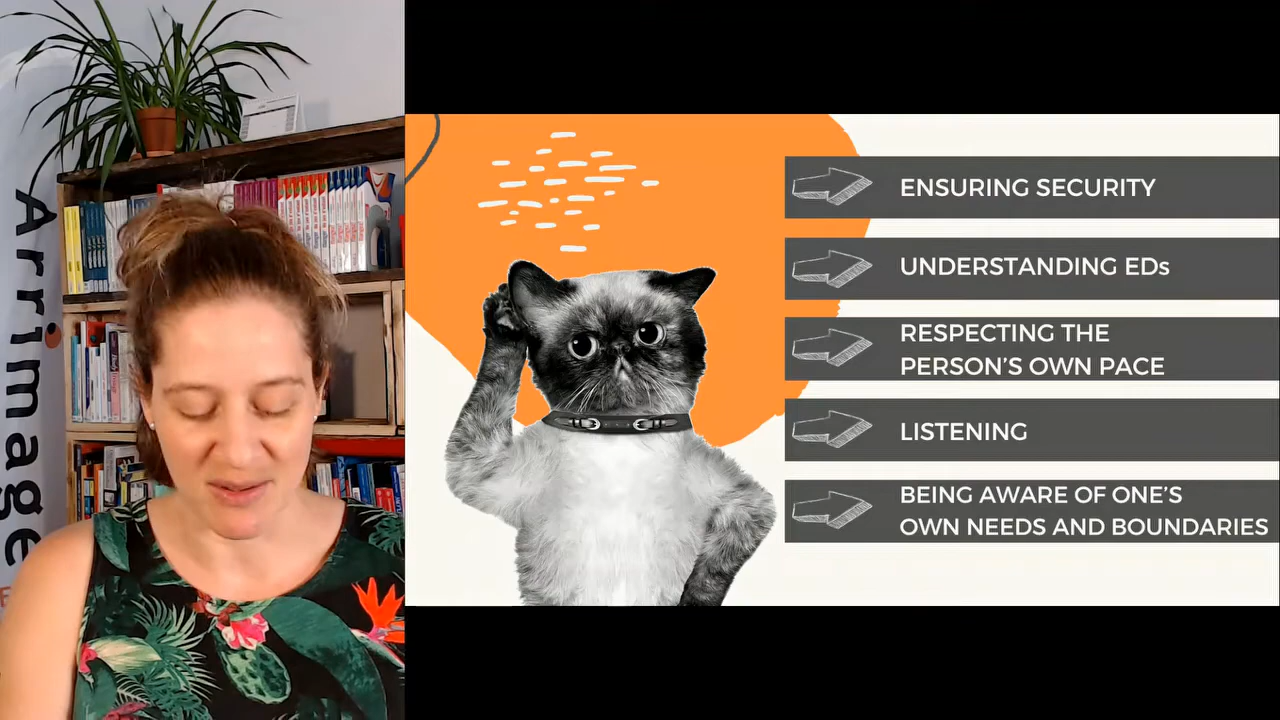 Arrimage
ENSURING SECURITY
UNDERSTANDING EDs
RESPECTING THE
PERSON'S OWN PACE
LISTENING
BEING AWARE OF ONE'S
OWN NEEDS AND BOUNDARIES